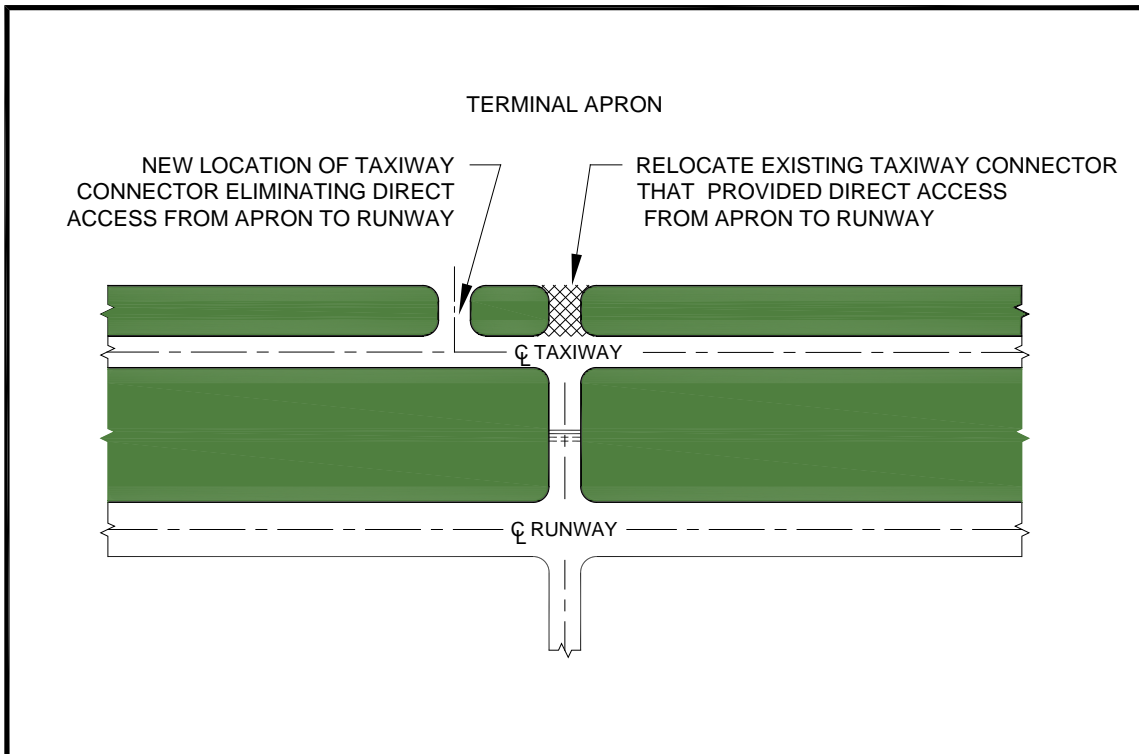 TERMINAL APRON
NEW LOCATION OF TAXIWAY
CONNECTOR ELIMINATING DIRECT
ACCESS FROM APRON TO RUNWAY
RELOCATE EXISTING TAXIWAY CONNECTOR
THAT PROVIDED DIRECT ACCESS
FROM APRON TO RUNWAY
℄ TAXIWAY
℄ RUNWAY